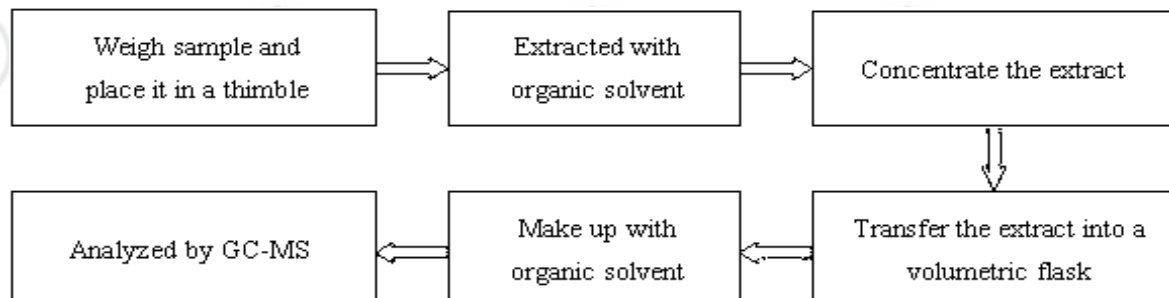 Weigh sample and
place it in a thimble
Extracted with
organic solvent
Concentrate the extract
Transfer the extract into a
volumetric flask
Make up with
organic solvent
Analyzed by GC-MS